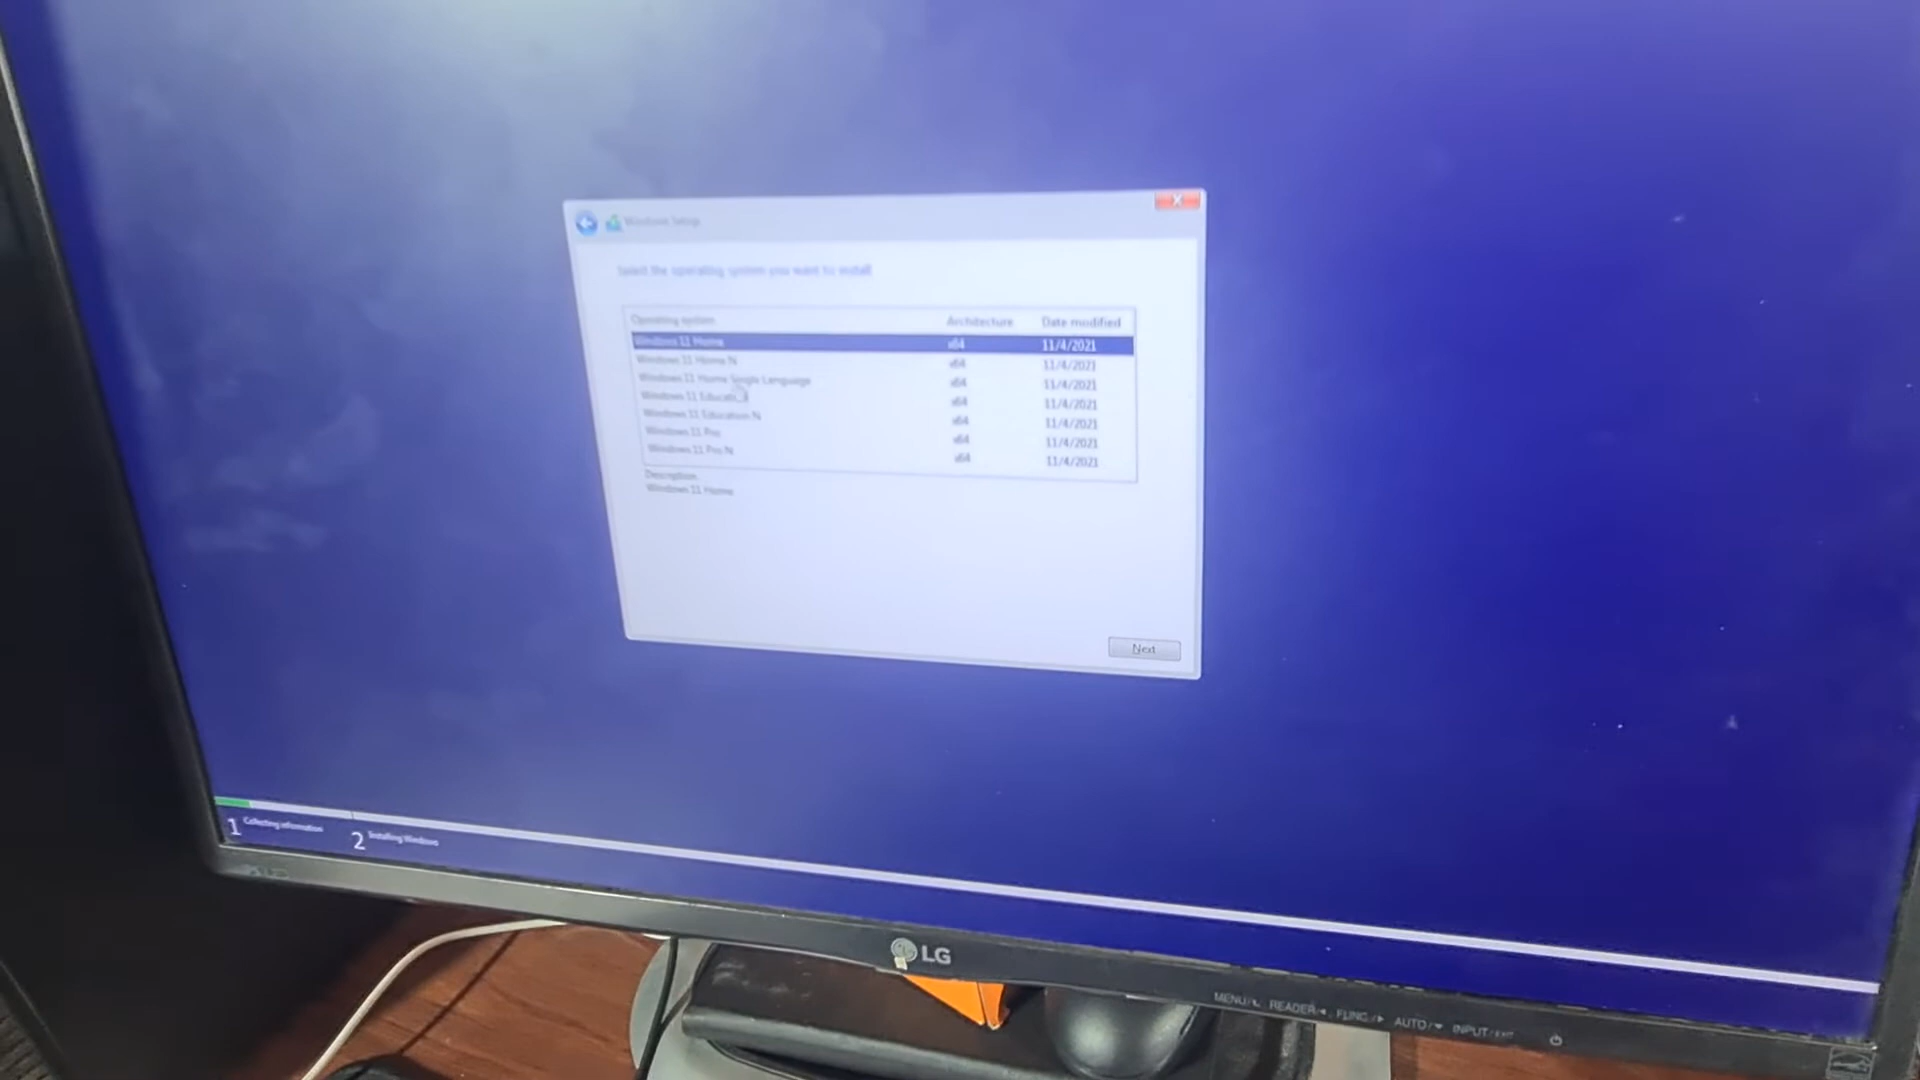 Windows Setup
Select the operating system you want to install
Operating system Architecture Date modified
Windows 11 Home x64 11/4/2021
Windows 11 Home N x64 11/4/2021
Windows 11 Home Single Language x64 11/4/2021
Windows 11 Education x64 11/4/2021
Windows 11 Education N x64 11/4/2021
Windows 11 Pro x64 11/4/2021
Windows 11 Pro N x64 11/4/2021
Description
Windows 11 Home
Next
1 Collecting information
2 Installing Windows
LG
MENU/ READER/ FUNC./ AUTO/ INPUT/